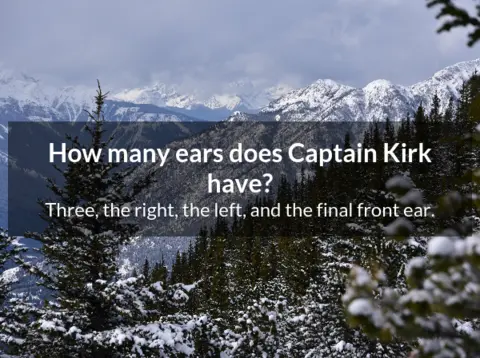 How many ears does Captain Kirk
have?
Three, the right, the left, and the final front ear.